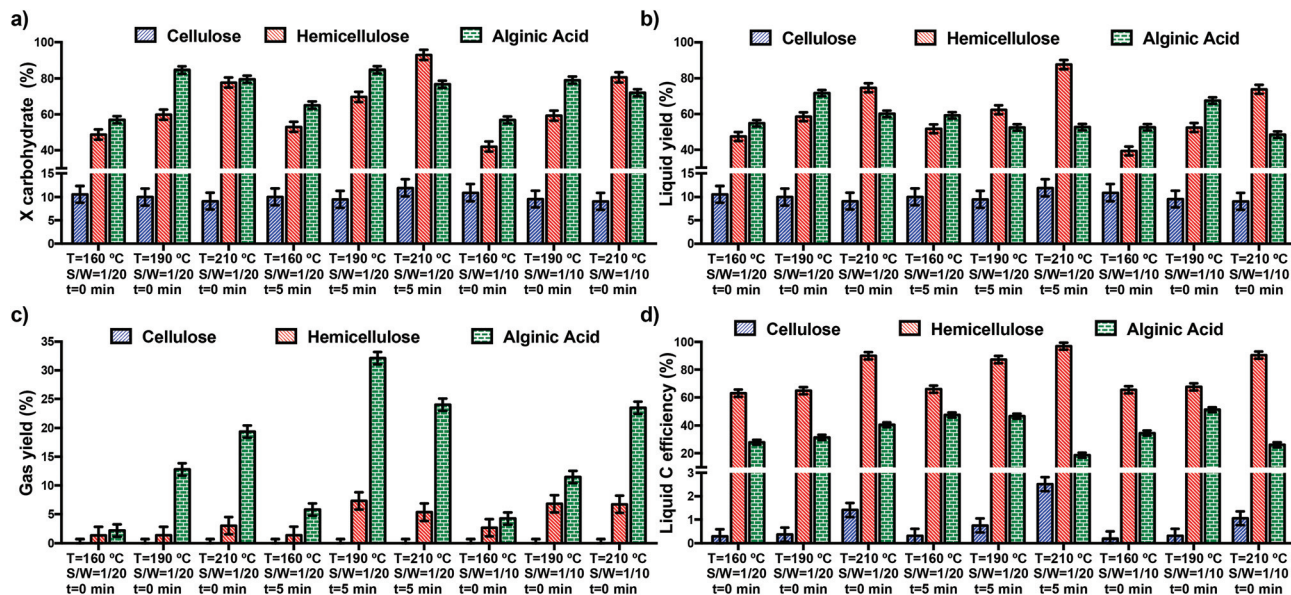 a)
Cellulose Hemicellulose Alginic Acid
X carbohydrate (%)
100
80
60
40
15
10
5
0
T=160 ºC T=190 ºC T=210 ºC T=160 ºC T=190 ºC T=210 ºC T=160 ºC T=190 ºC T=210 ºC
S/W=1/20 S/W=1/20 S/W=1/20 S/W=1/20 S/W=1/20 S/W=1/20 S/W=1/10 S/W=1/10 S/W=1/10
t=0 min t=0 min t=0 min t=5 min t=5 min t=5 min t=0 min t=0 min t=0 min
b)
Cellulose Hemicellulose Alginic Acid
Liquid yield (%)
100
80
60
40
15
10
5
0
T=160 ºC T=190 ºC T=210 ºC T=160 ºC T=190 ºC T=210 ºC T=160 ºC T=190 ºC T=210 ºC
S/W=1/20 S/W=1/20 S/W=1/20 S/W=1/20 S/W=1/20 S/W=1/20 S/W=1/10 S/W=1/10 S/W=1/10
t=0 min t=0 min t=0 min t=5 min t=5 min t=5 min t=0 min t=0 min t=0 min
c)
Cellulose Hemicellulose Alginic Acid
Gas yield (%)
35
30
25
20
15
10
5
0
T=160 ºC T=190 ºC T=210 ºC T=160 ºC T=190 ºC T=210 ºC T=160 ºC T=190 ºC T=210 ºC
S/W=1/20 S/W=1/20 S/W=1/20 S/W=1/20 S/W=1/20 S/W=1/20 S/W=1/10 S/W=1/10 S/W=1/10
t=0 min t=0 min t=0 min t=5 min t=5 min t=5 min t=0 min t=0 min t=0 min
d)
Cellulose Hemicellulose Alginic Acid
Liquid C efficiency (%)
100
80
60
40
20
3
2
1
0
T=160 ºC T=190 ºC T=210 ºC T=160 ºC T=190 ºC T=210 ºC T=160 ºC T=190 ºC T=210 ºC
S/W=1/20 S/W=1/20 S/W=1/20 S/W=1/20 S/W=1/20 S/W=1/20 S/W=1/10 S/W=1/10 S/W=1/10
t=0 min t=0 min t=0 min t=5 min t=5 min t=5 min t=0 min t=0 min t=0 min